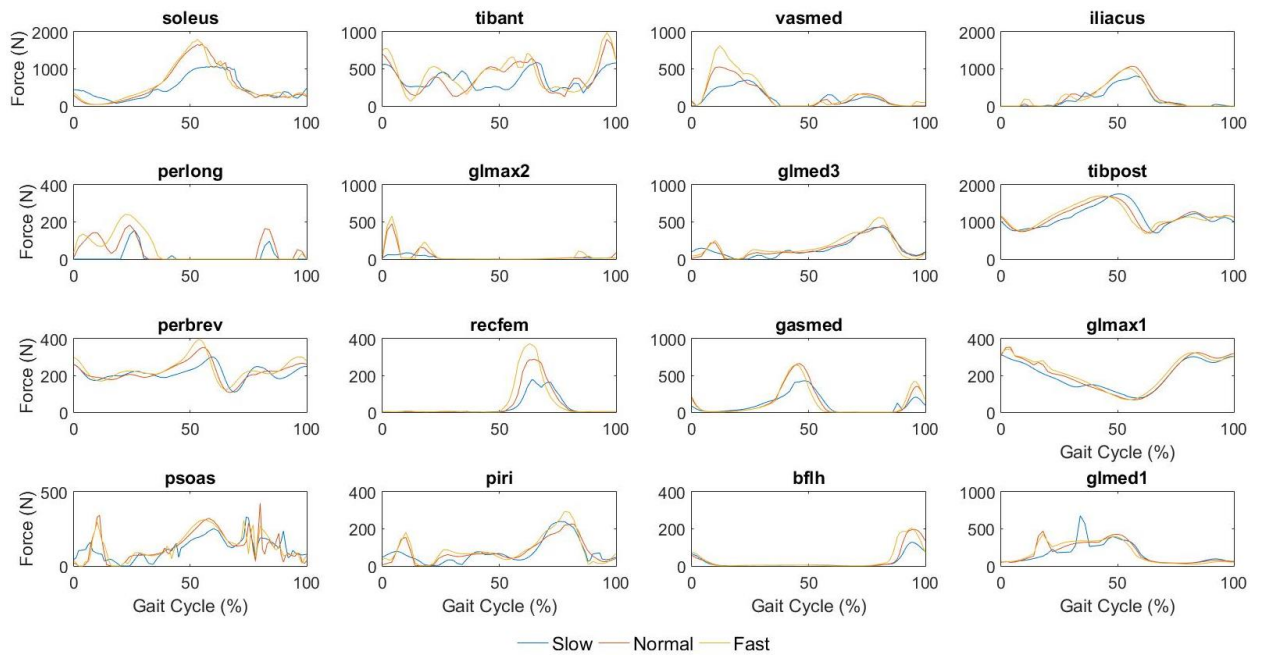 soleus tibant vasmed iliacus
Force (N) 2000 1000 0 1000 500 0 1000 500 0 2000 1000 0
0 50 100 0 50 100 0 50 100 0 50 100
perlong glmax2 glmed3 tibpost
Force (N) 400 200 0 1000 500 0 1000 500 0 2000 1000 0
0 50 100 0 50 100 0 50 100 0 50 100
perbrev recfem gasmed glmax1
Force (N) 400 200 0 400 200 0 1000 500 0 400 200 0
0 50 100 0 50 100 0 50 100 0 50 100
Gait Cycle (%)
psoas piri bflh glmed1
Force (N) 500 0 400 200 0 400 200 0 1000 500 0
0 50 100 0 50 100 0 50 100 0 50 100
Gait Cycle (%) Gait Cycle (%) Gait Cycle (%) Gait Cycle (%)
Slow Normal Fast